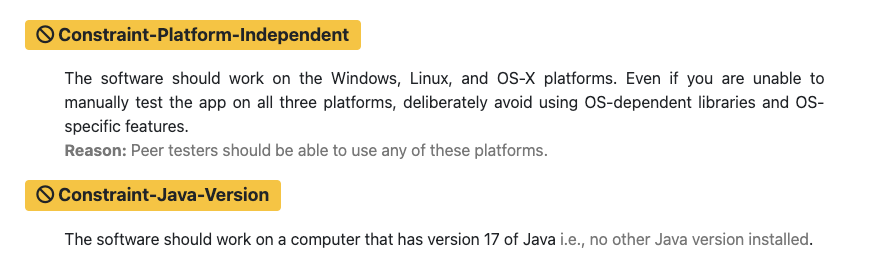 Constraint-Platform-Independent
The software should work on the Windows, Linux, and OS-X platforms. Even if you are unable to
manually test the app on all three platforms, deliberately avoid using OS-dependent libraries and OS-
specific features.
Reason: Peer testers should be able to use any of these platforms.
Constraint-Java-Version
The software should work on a computer that has version 17 of Java i.e., no other Java version installed.